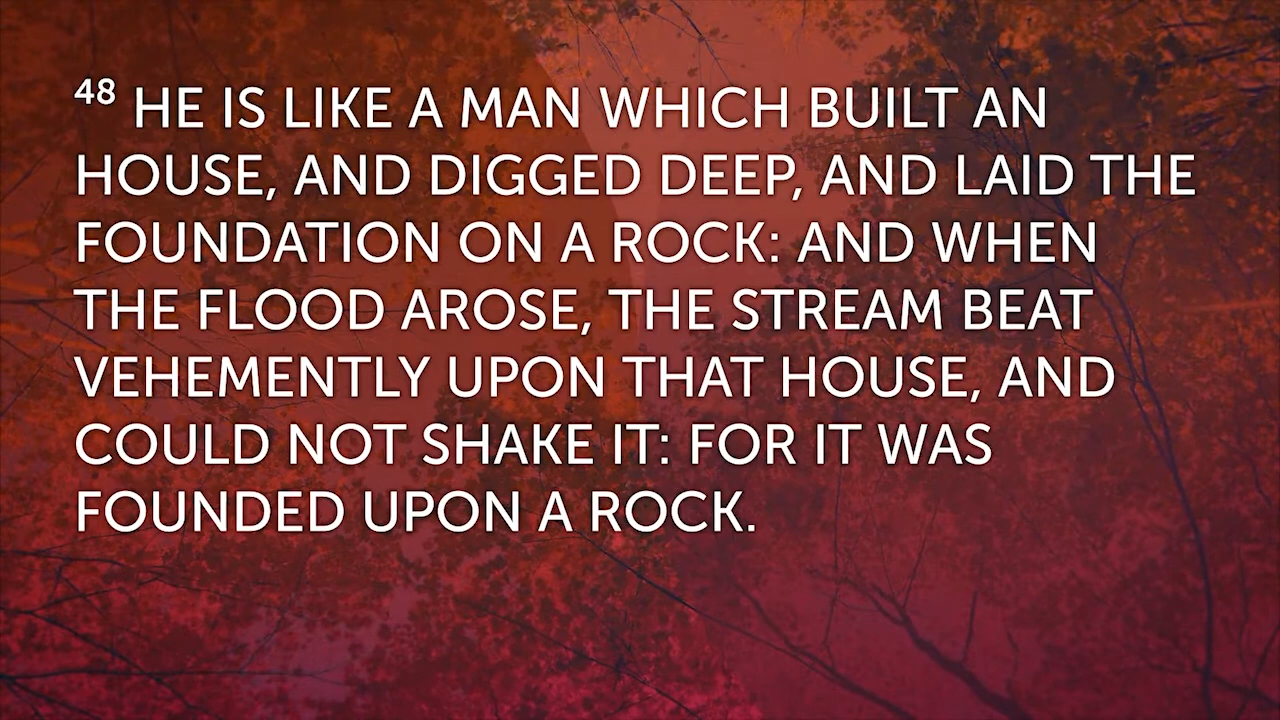 48 HE IS LIKE A MAN WHICH BUILT AN
HOUSE, AND DIGGED DEEP, AND LAID THE
FOUNDATION ON A ROCK: AND WHEN
THE FLOOD AROSE, THE STREAM BEAT
VEHEMENTLY UPON THAT HOUSE, AND
COULD NOT SHAKE IT: FOR IT WAS
FOUNDED UPON A ROCK.